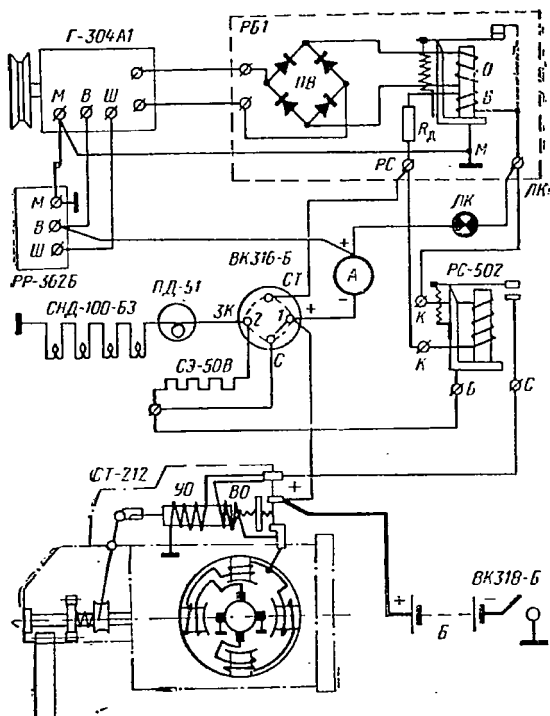 Г-304А1
РБ1
М В Ш
ПВ
О
Б
Rд
М
РС
ЛК
М
В
Ш
РР-362Б
ЛК
ВК316-Б
СТ
+
А
−
РС-502
ПД-51
СНД-100-Б3
ЗК
2
1
+
С
СЭ-50В
К
К
Б
С
СТ-212
УО
ВО
+
ВК318-Б
+
−
Б